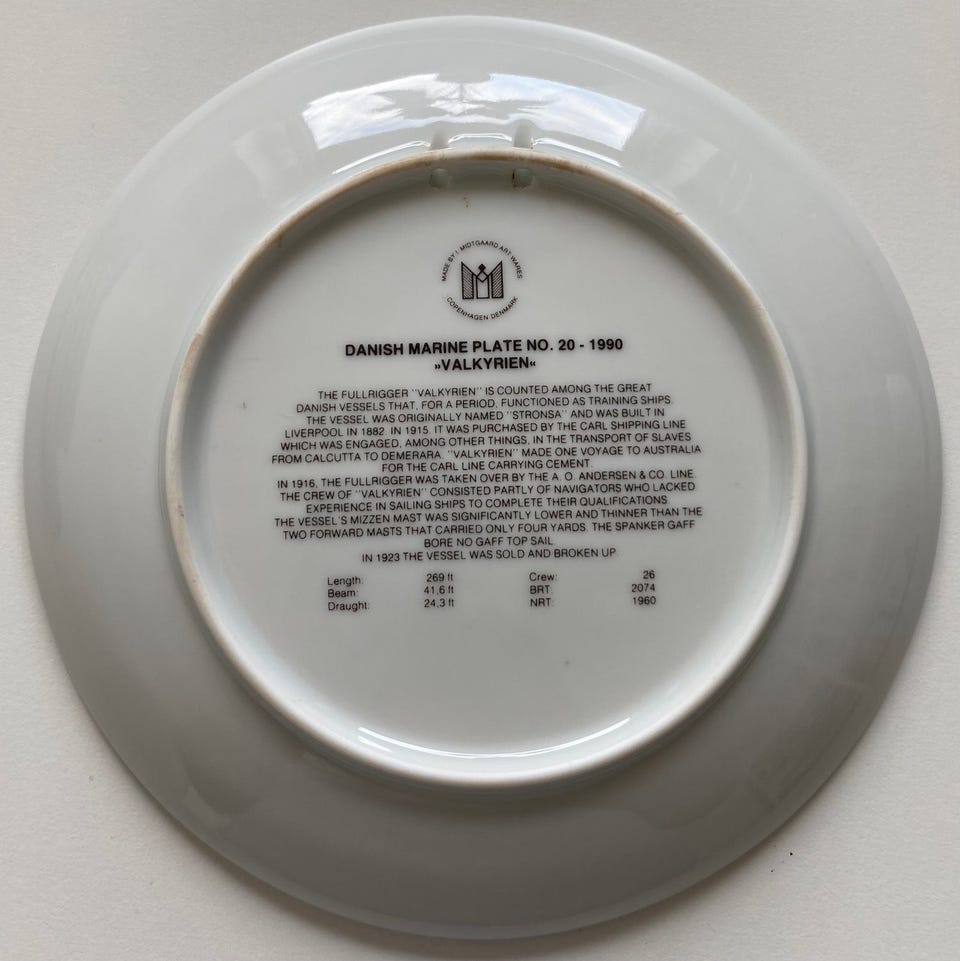 MADE BY I. MIDTGAARD ART WARES
COPENHAGEN DENMARK
DANISH MARINE PLATE NO. 20 - 1990
»VALKYRIEN«
THE FULLRIGGER "VALKYRIEN" IS COUNTED AMONG THE GREAT
DANISH VESSELS THAT, FOR A PERIOD, FUNCTIONED AS TRAINING SHIPS.
THE VESSEL WAS ORIGINALLY NAMED "STRONSA" AND WAS BUILT IN
LIVERPOOL IN 1882. IN 1915. IT WAS PURCHASED BY THE CARL SHIPPING LINE
WHICH WAS ENGAGED, AMONG OTHER THINGS, IN THE TRANSPORT OF SLAVES
FROM CALCUTTA TO DEMERARA. "VALKYRIEN" MADE ONE VOYAGE TO AUSTRALIA
FOR THE CARL LINE CARRYING CEMENT.
IN 1916, THE FULLRIGGER WAS TAKEN OVER BY THE A. O. ANDERSEN & CO. LINE.
THE CREW OF "VALKYRIEN" CONSISTED PARTLY OF NAVIGATORS WHO LACKED
EXPERIENCE IN SAILING SHIPS TO COMPLETE THEIR QUALIFICATIONS.
THE VESSEL'S MIZZEN MAST WAS SIGNIFICANTLY LOWER AND THINNER THAN THE
TWO FORWARD MASTS THAT CARRIED ONLY FOUR YARDS. THE SPANKER GAFF
BORE NO GAFF TOP SAIL.
IN 1923 THE VESSEL WAS SOLD AND BROKEN UP.
Length: 269 ft Crew: 26
Beam: 41,6 ft BRT: 2074
Draught: 24,3 ft NRT: 1960